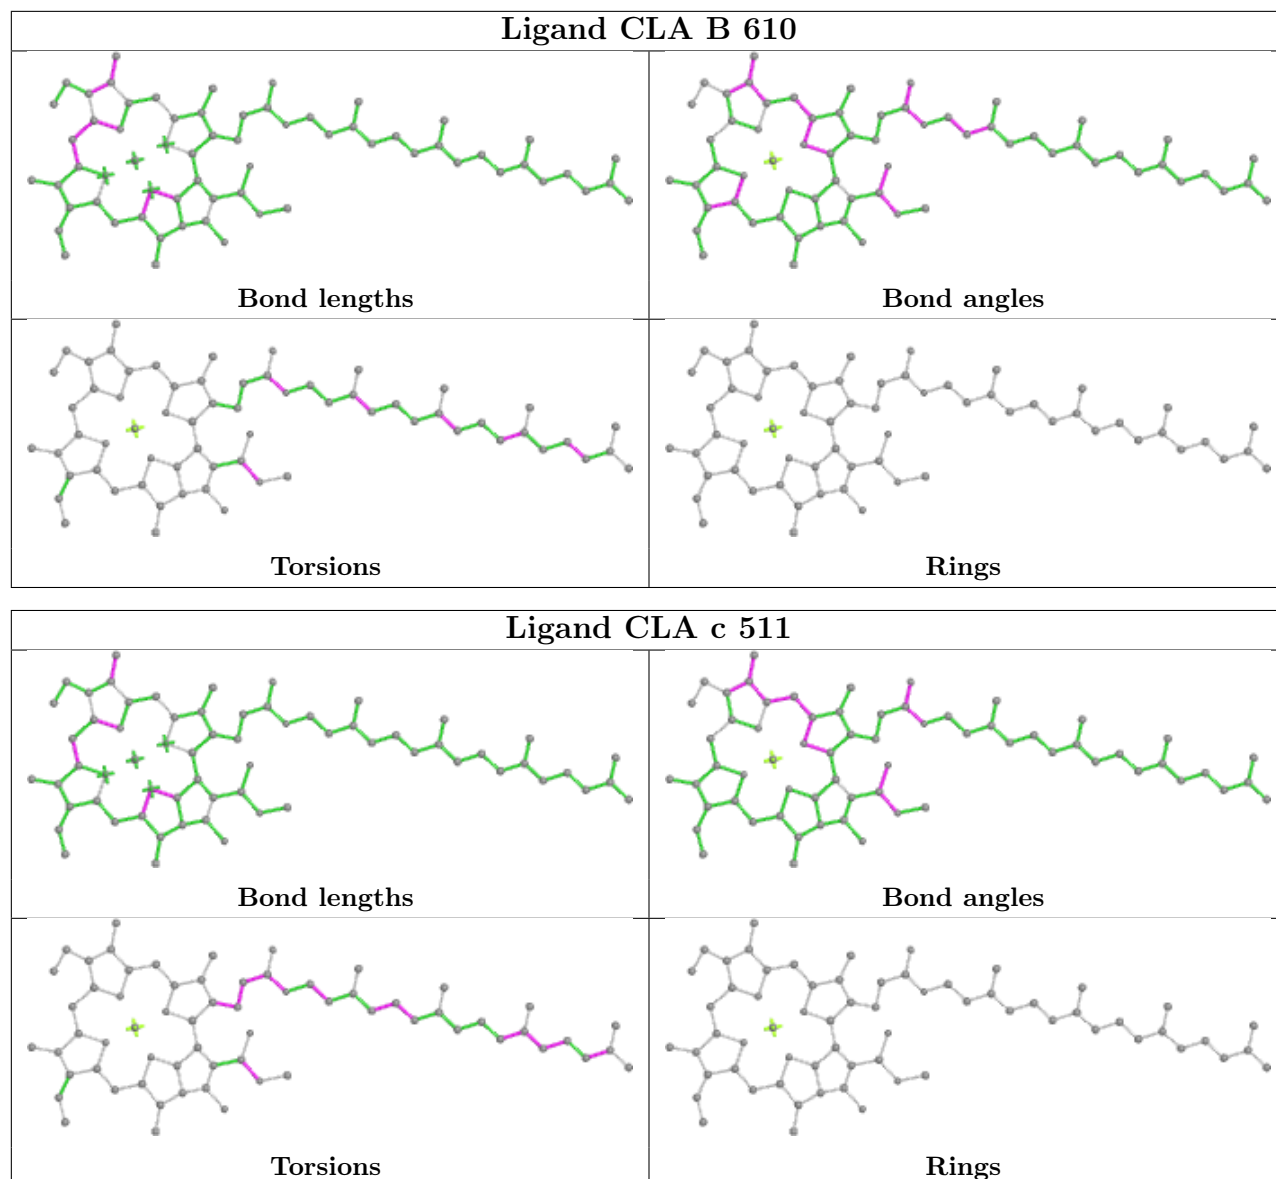 Ligand CLA B 610
Bond lengths
Bond angles
Torsions
Rings
Ligand CLA c 511
Bond lengths
Bond angles
Torsions
Rings